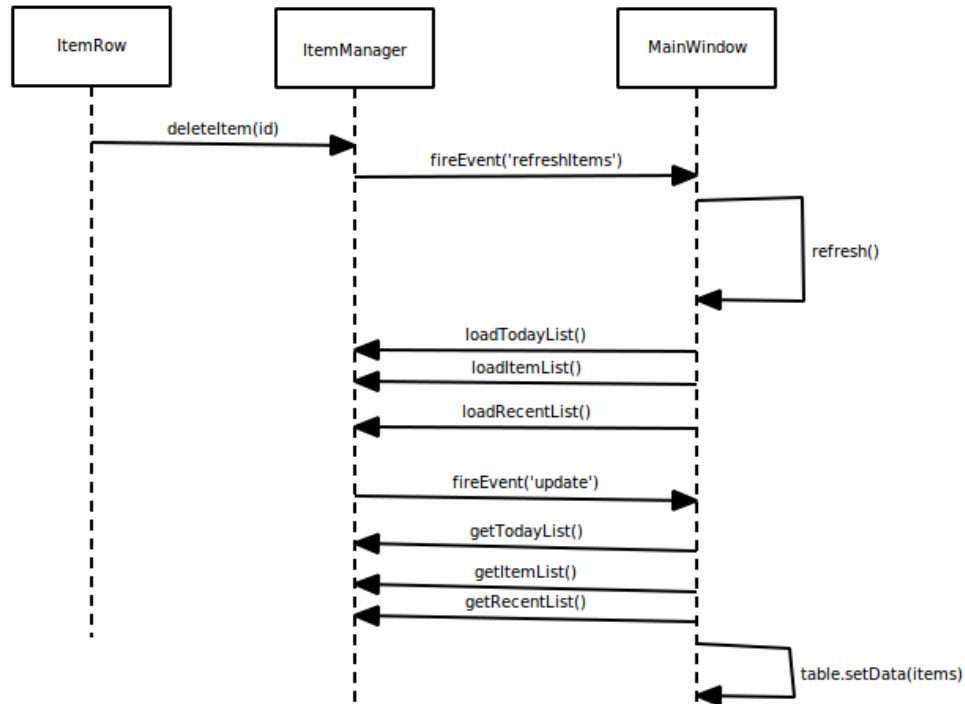 ItemRow
ItemManager
MainWindow
deleteItem(id)
fireEvent('refreshItems')
refresh()
loadTodayList()
loadItemList()
loadRecentList()
fireEvent('update')
getTodayList()
getItemList()
getRecentList()
table.setData(items)